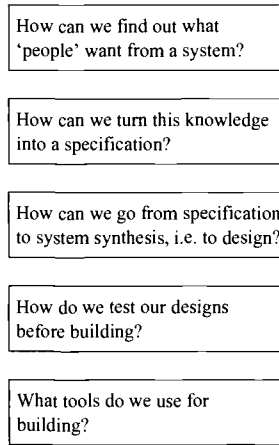 How can we find out what
‘people’ want from a system?
How can we turn this knowledge
into a specification?
How can we go from specification
to system synthesis, i.e. to design?
How do we test our designs
before building?
What tools do we use for
building?